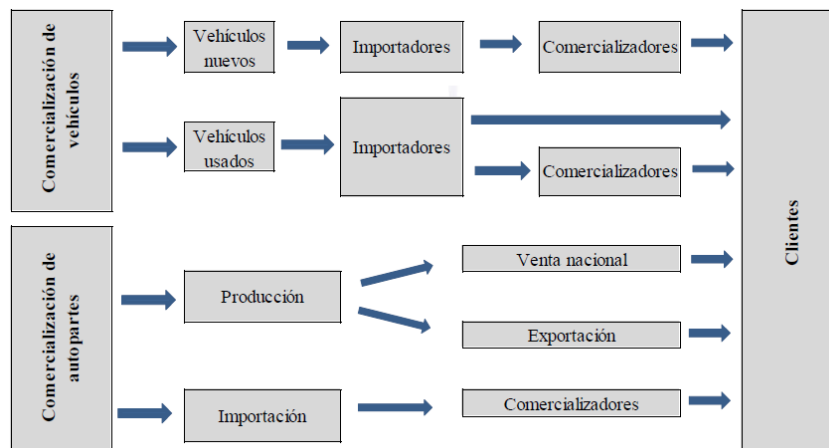 Comercialización de
vehículos
Vehículos
nuevos
Importadores
Comercializadores
Vehículos
usados
Importadores
Comercializadores
Clientes
Comercialización de
autopartes
Producción
Venta nacional
Exportación
Importación
Comercializadores